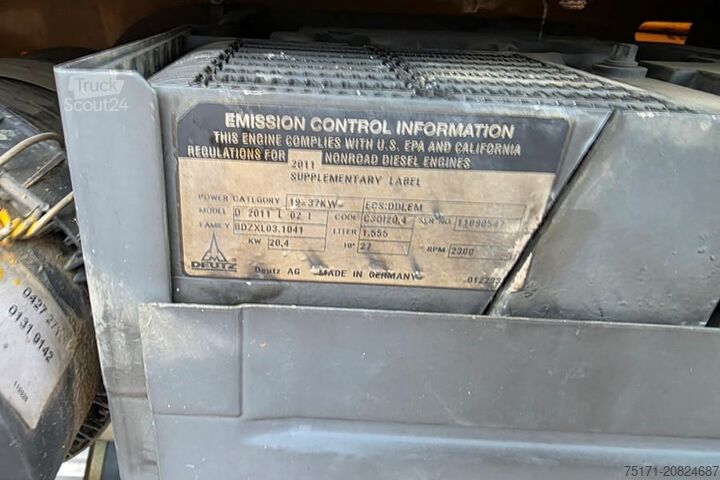 Truck
Scout24
EMISSION CONTROL INFORMATION
THIS ENGINE COMPLIES WITH U.S. EPA AND CALIFORNIA
REGULATIONS FOR 2011 NONROAD DIESEL ENGINES
SUPPLEMENTARY LABEL
POWER CATEGORY 19-37KW ECS:DDI.EM
MODEL D 2011 L 02 I CODE C30I20,4 SER NO 11090547
FAMILY BDZXL03.1041 LITER 1,555
KW 20,4 HP 27 RPM 2300
DEUTZ Deutz AG MADE IN GERMANY
0131 9142
75171-20824687